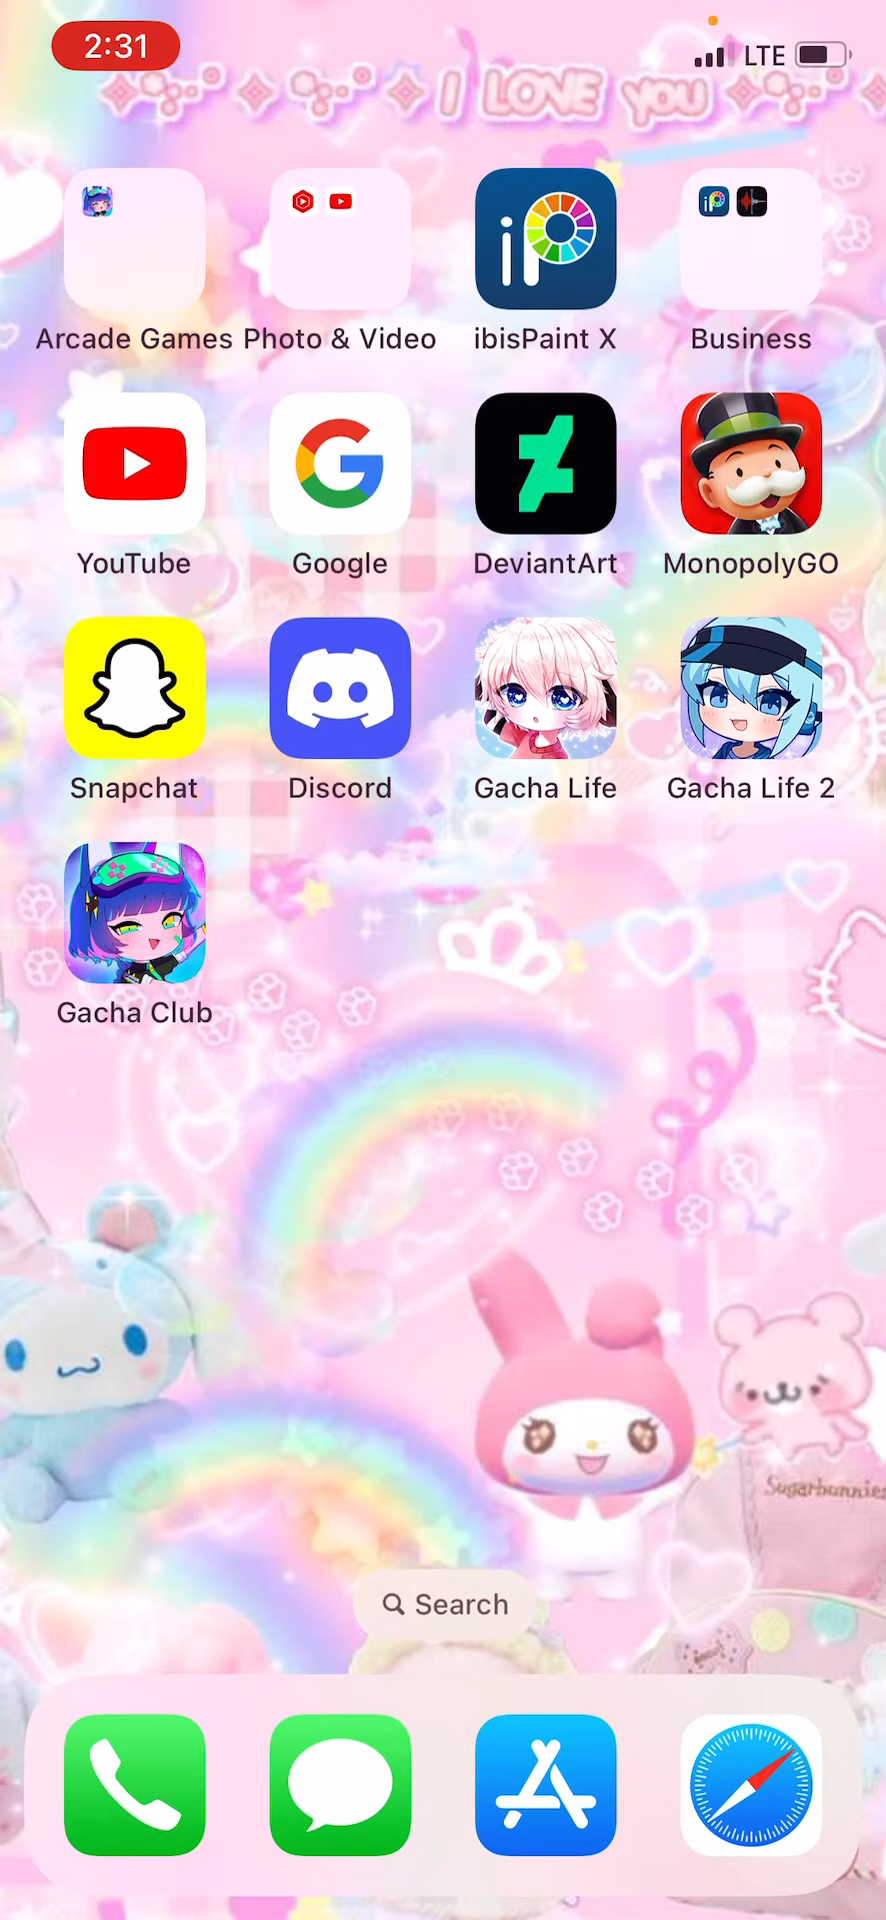 2:31 LTE
I LOVE YOU
Arcade Games Photo & Video ibisPaint X Business
YouTube Google DeviantArt MonopolyGO
Snapchat Discord Gacha Life Gacha Life 2
Gacha Club
Sugarbunnies
Search